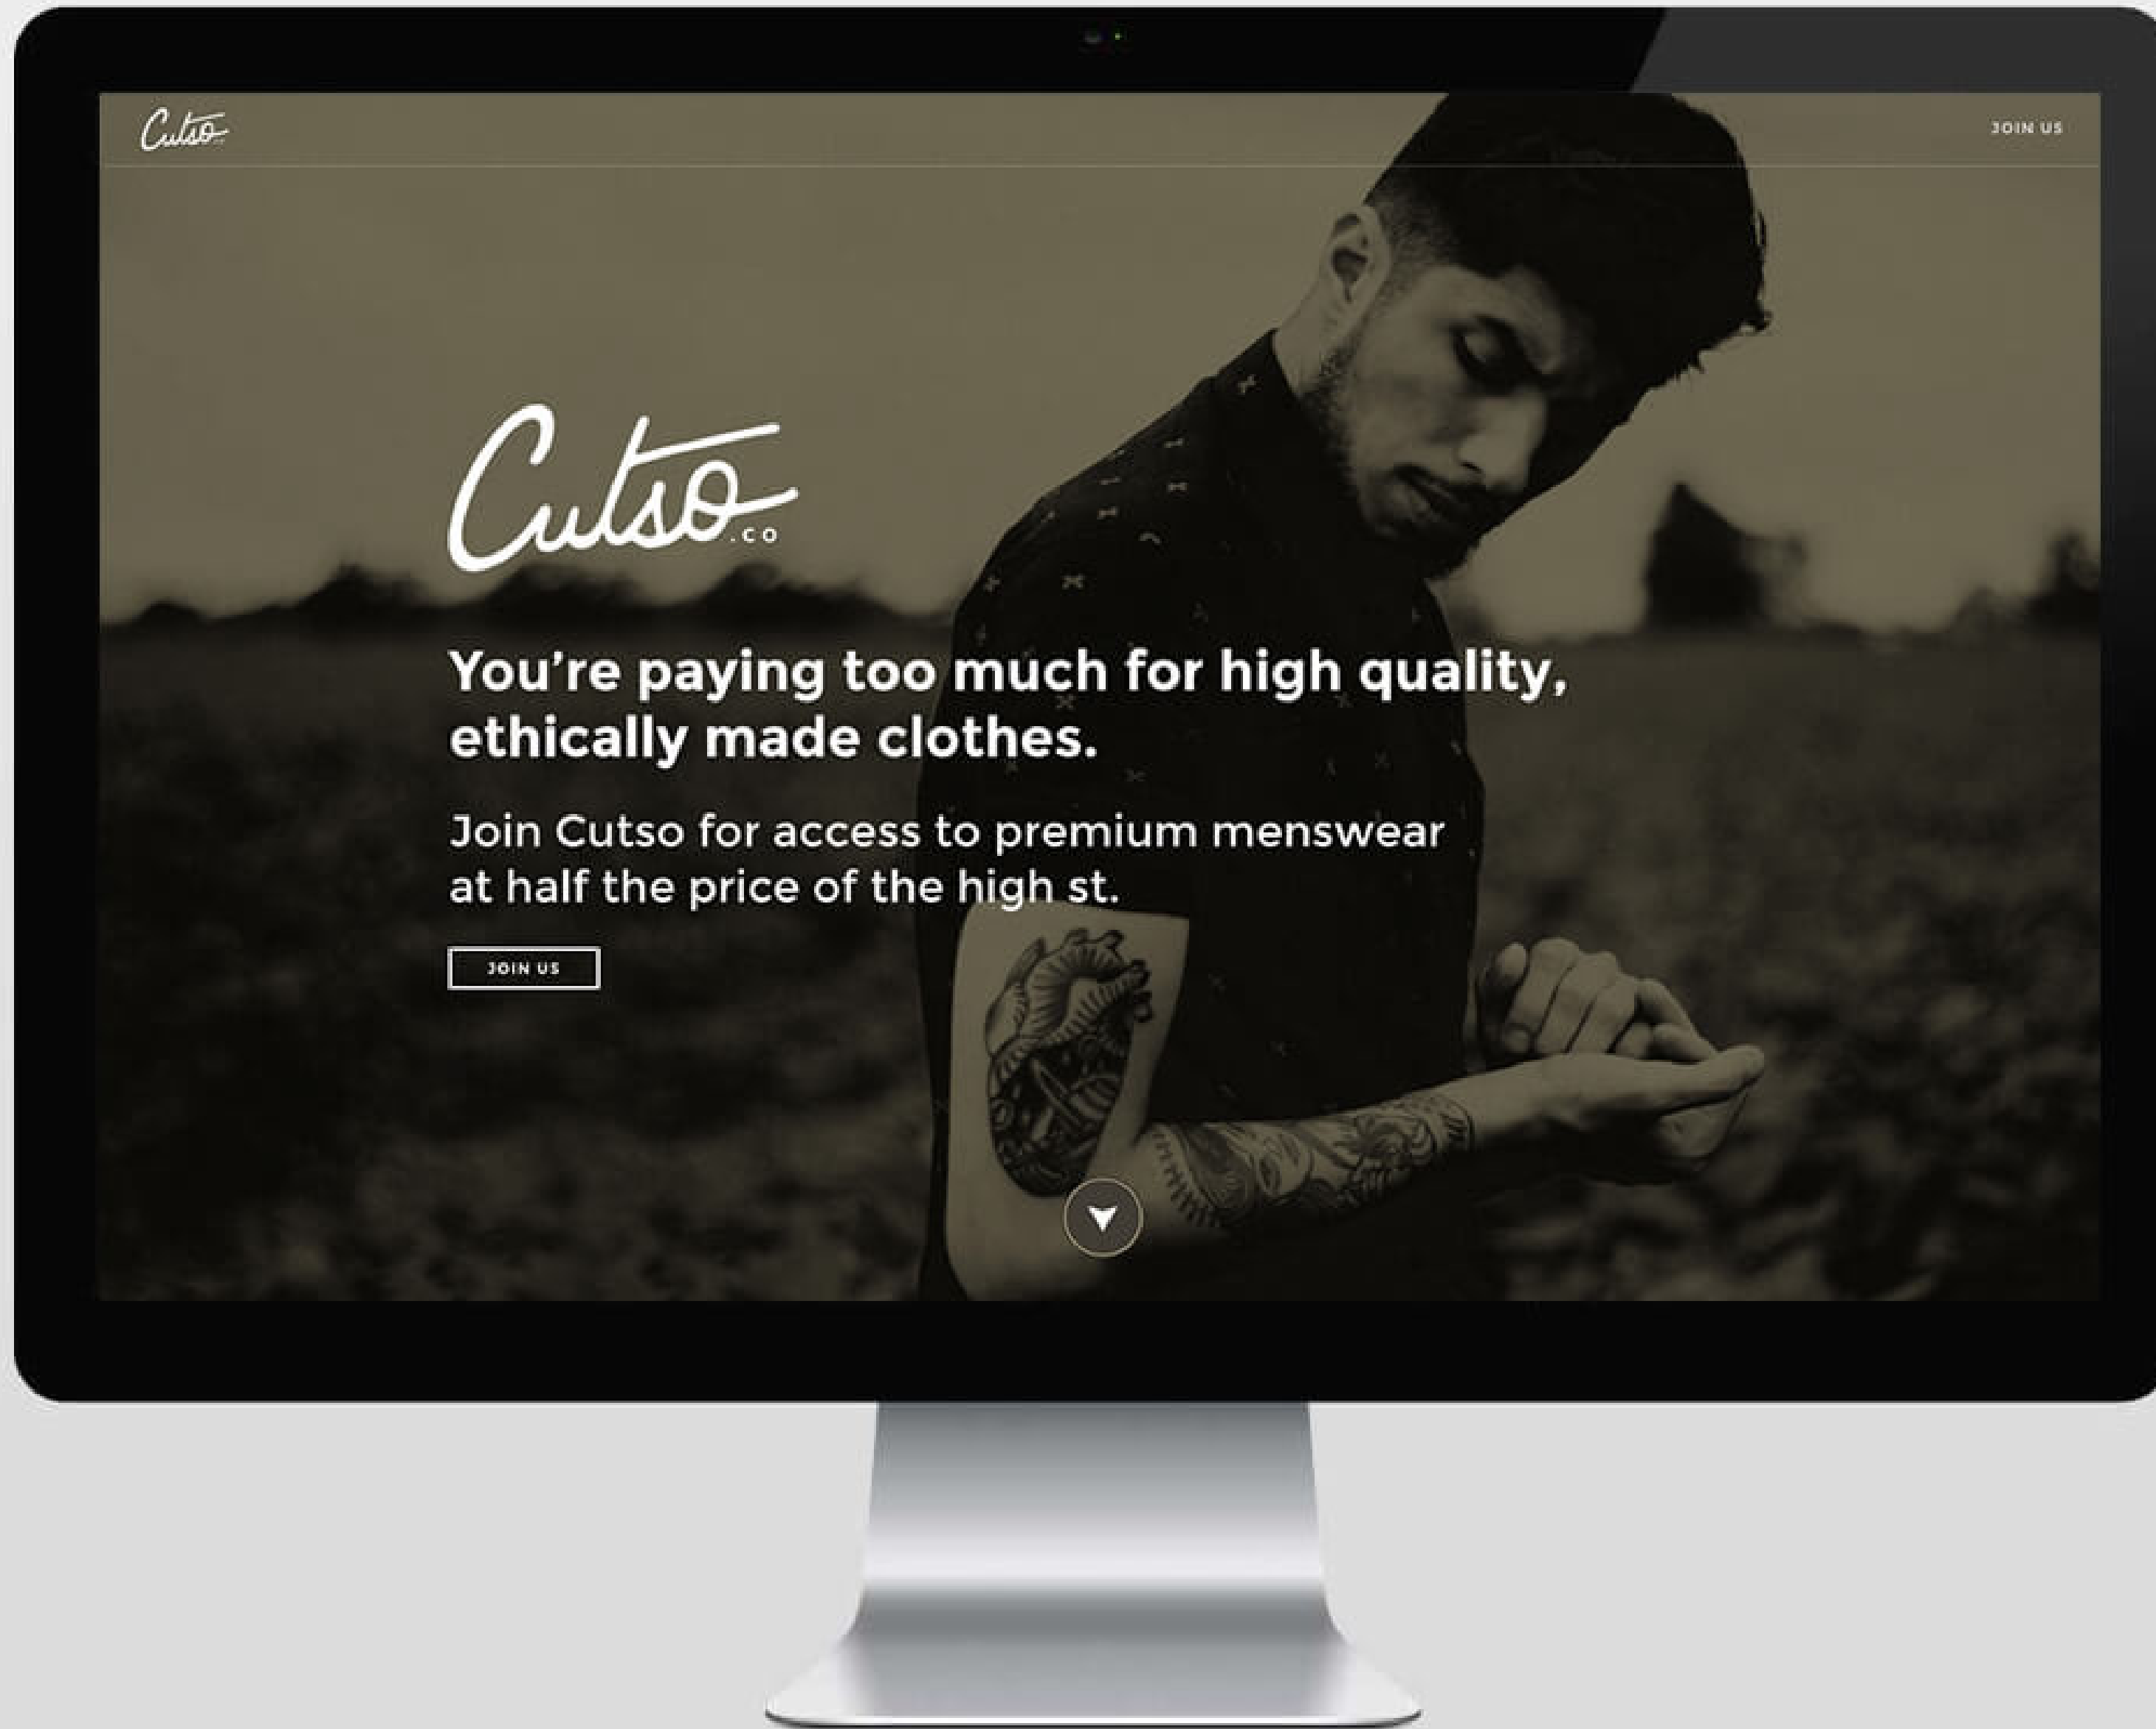 Cutso
JOIN US
Cutso
.co
You’re paying too much for high quality,
ethically made clothes.
Join Cutso for access to premium menswear
at half the price of the high st.
JOIN US